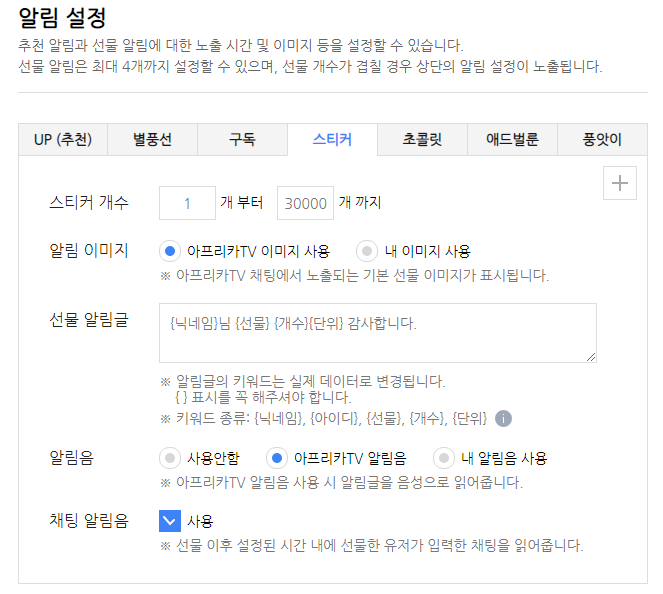 알림 설정
추천 알림과 선물 알림에 대한 노출 시간 및 이미지 등을 설정할 수 있습니다.
선물 알림은 최대 4개까지 설정할 수 있으며, 선물 개수가 겹칠 경우 상단의 알림 설정이 노출됩니다.
UP (추천) 별풍선 구독 스티커 초콜릿 애드벌룬 풍앗이
스티커 개수 1 개 부터 30000 개 까지
알림 이미지 아프리카TV 이미지 사용 내 이미지 사용
※ 아프리카TV 채팅에서 노출되는 기본 선물 이미지가 표시됩니다.
선물 알림글 {닉네임}님 {선물} {개수}{단위} 감사합니다.
※ 알림글의 키워드는 실제 데이터로 변경됩니다.
{ } 표시를 꼭 해주셔야 합니다.
※ 키워드 종류: {닉네임}, {아이디}, {선물}, {개수}, {단위} i
알림음 사용안함 아프리카TV 알림음 내 알림음 사용
※ 아프리카TV 알림음 사용 시 알림글을 음성으로 읽어줍니다.
채팅 알림음 사용
※ 선물 이후 설정된 시간 내에 선물한 유저가 입력한 채팅을 읽어줍니다.